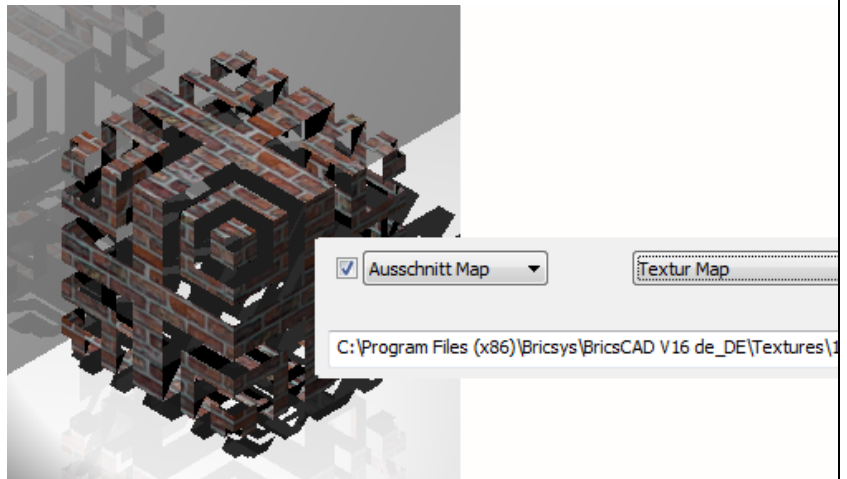 Ausschnitt Map Textur Map
C:\Program Files (x86)\Bricsys\BricsCAD V16 de_DE\Textures\1